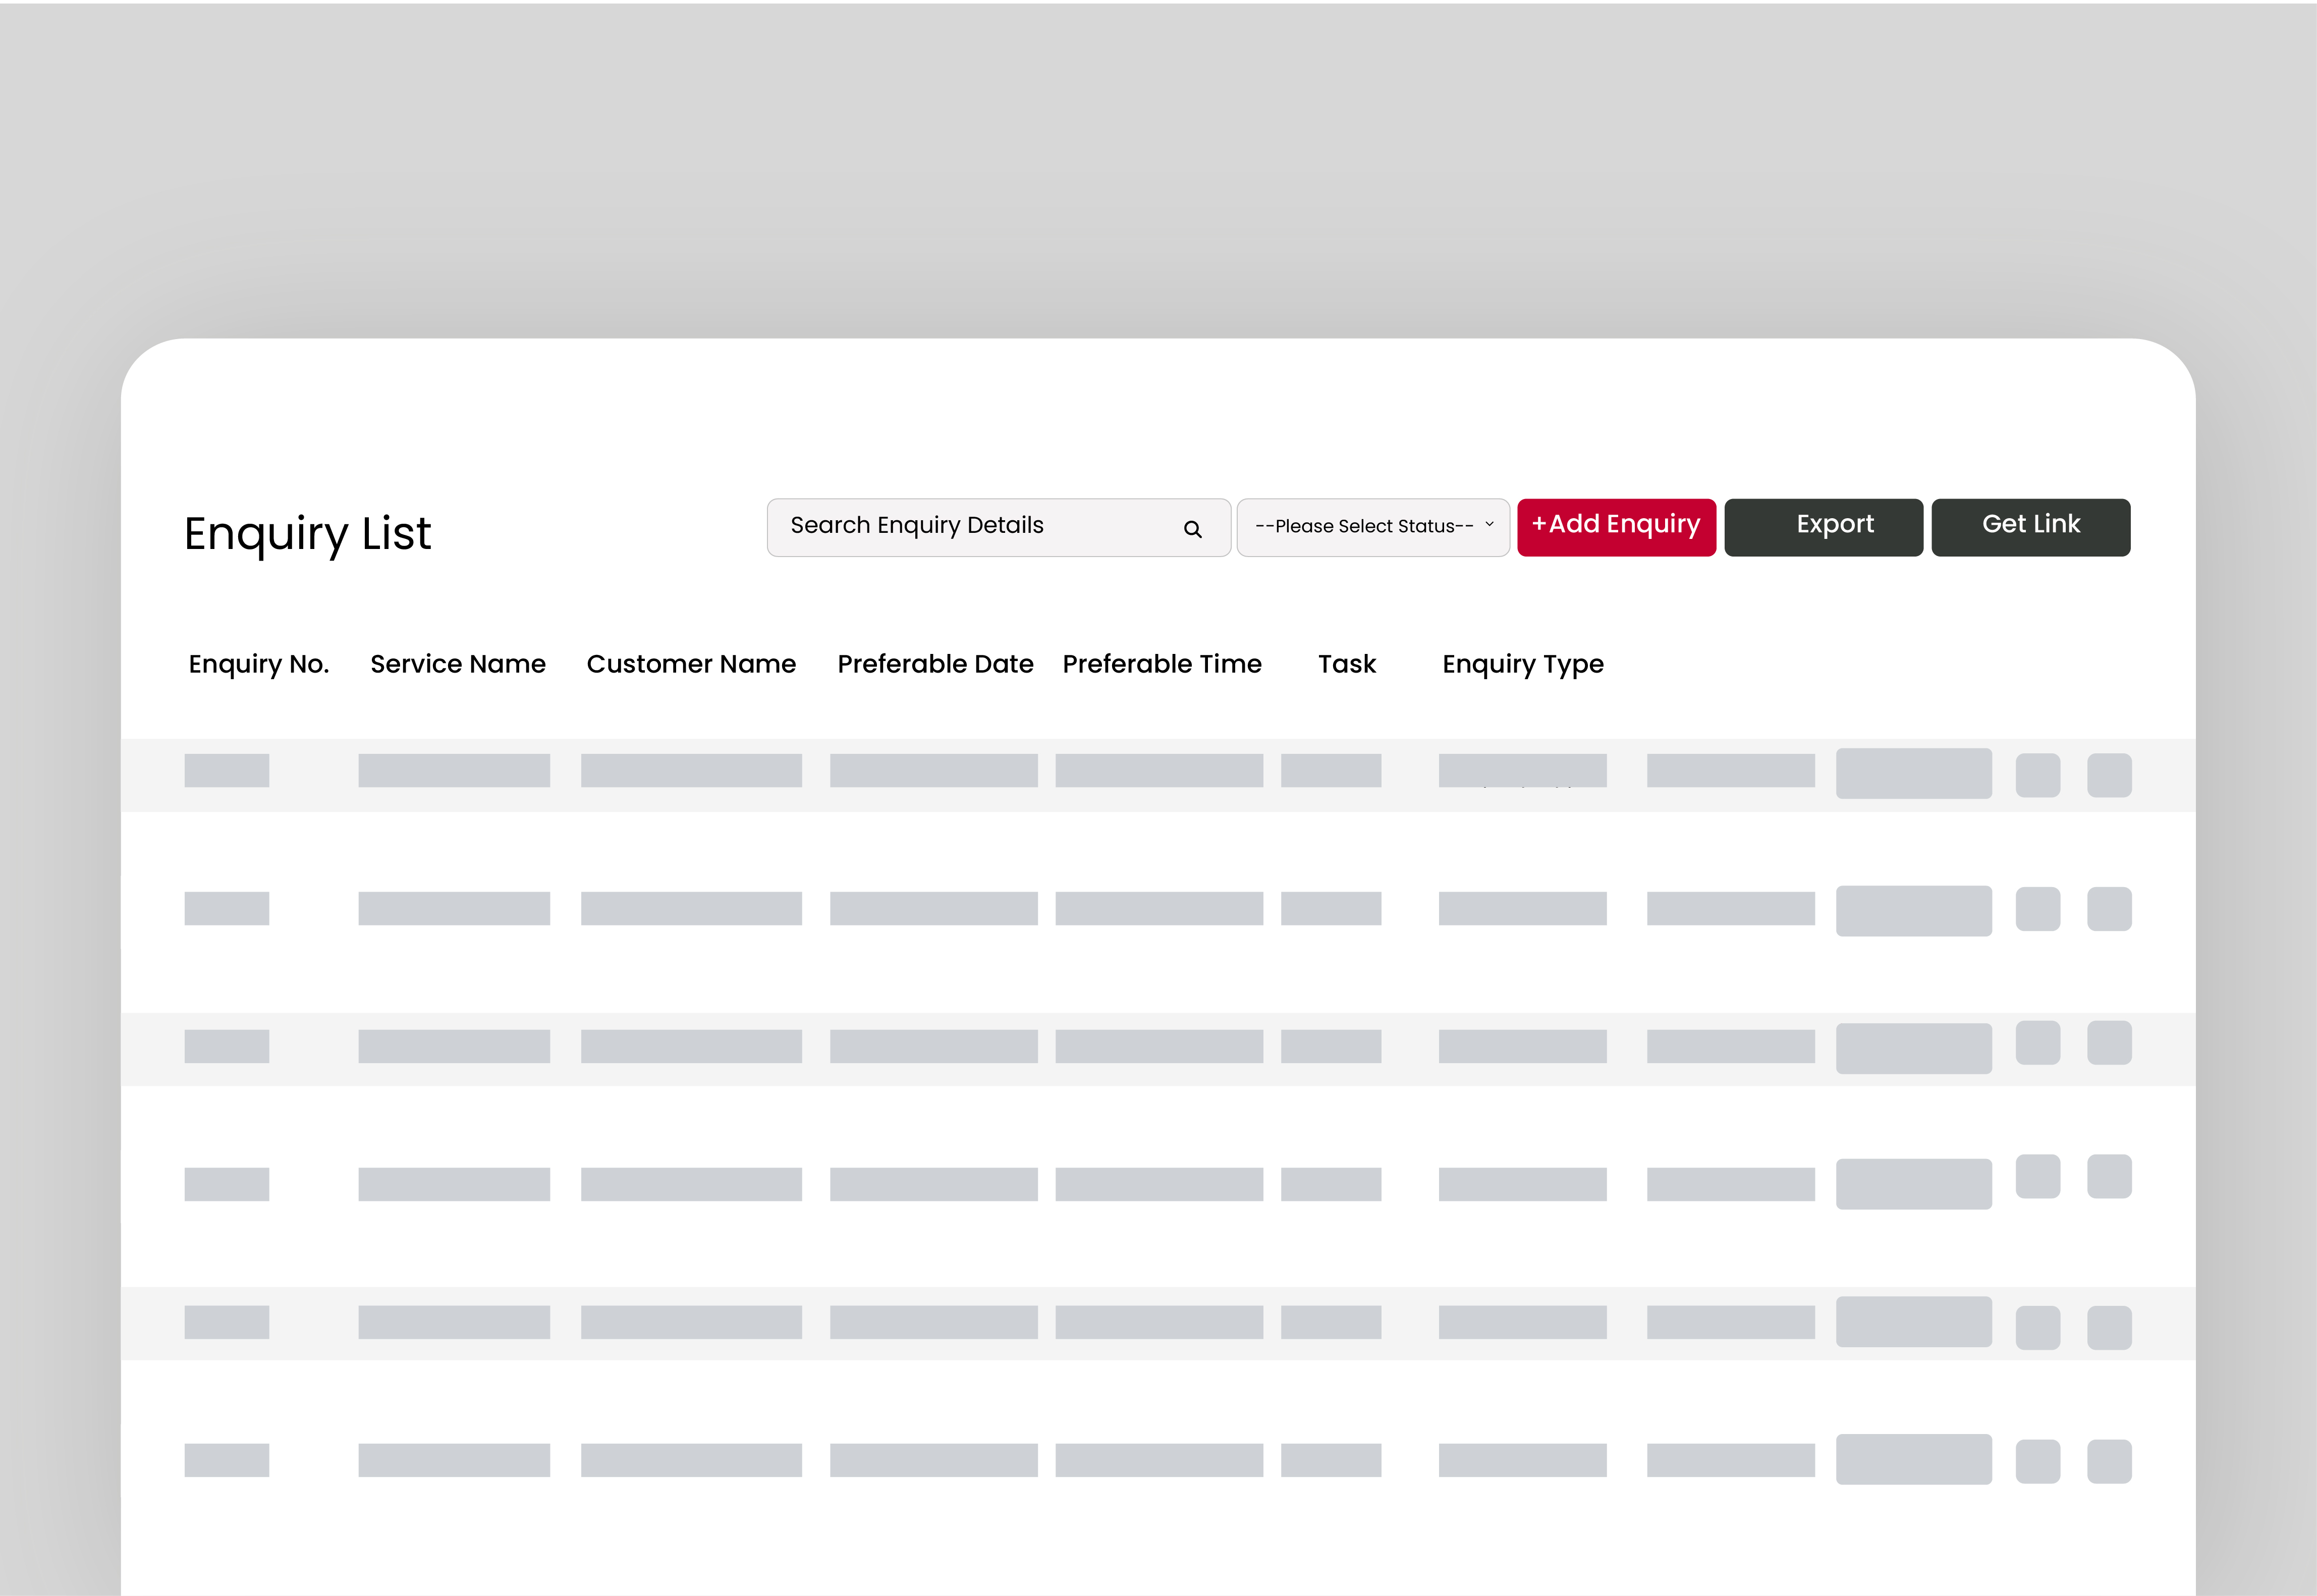 Enquiry List
Search Enquiry Details
--Please Select Status--
+Add Enquiry
Export
Get Link
Enquiry No.
Service Name
Customer Name
Preferable Date
Preferable Time
Task
Enquiry Type